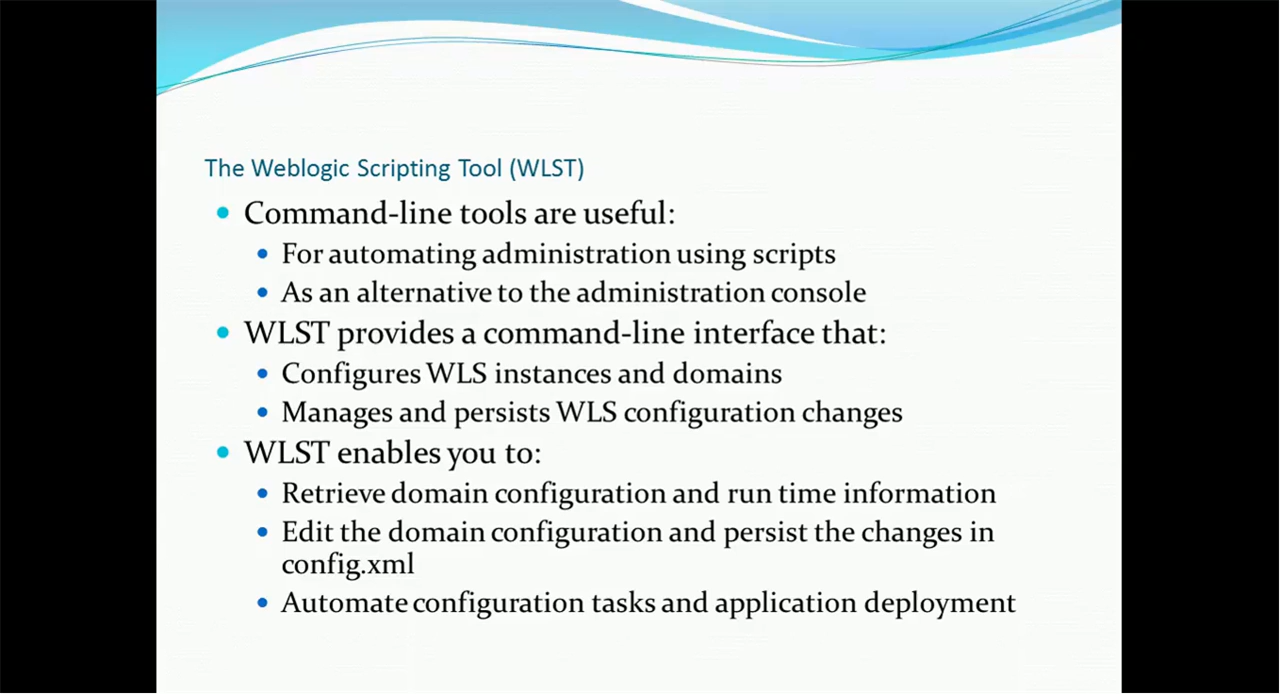 The Weblogic Scripting Tool (WLST)
Command-line tools are useful:
For automating administration using scripts
As an alternative to the administration console
WLST provides a command-line interface that:
Configures WLS instances and domains
Manages and persists WLS configuration changes
WLST enables you to:
Retrieve domain configuration and run time information
Edit the domain configuration and persist the changes in
config.xml
Automate configuration tasks and application deployment